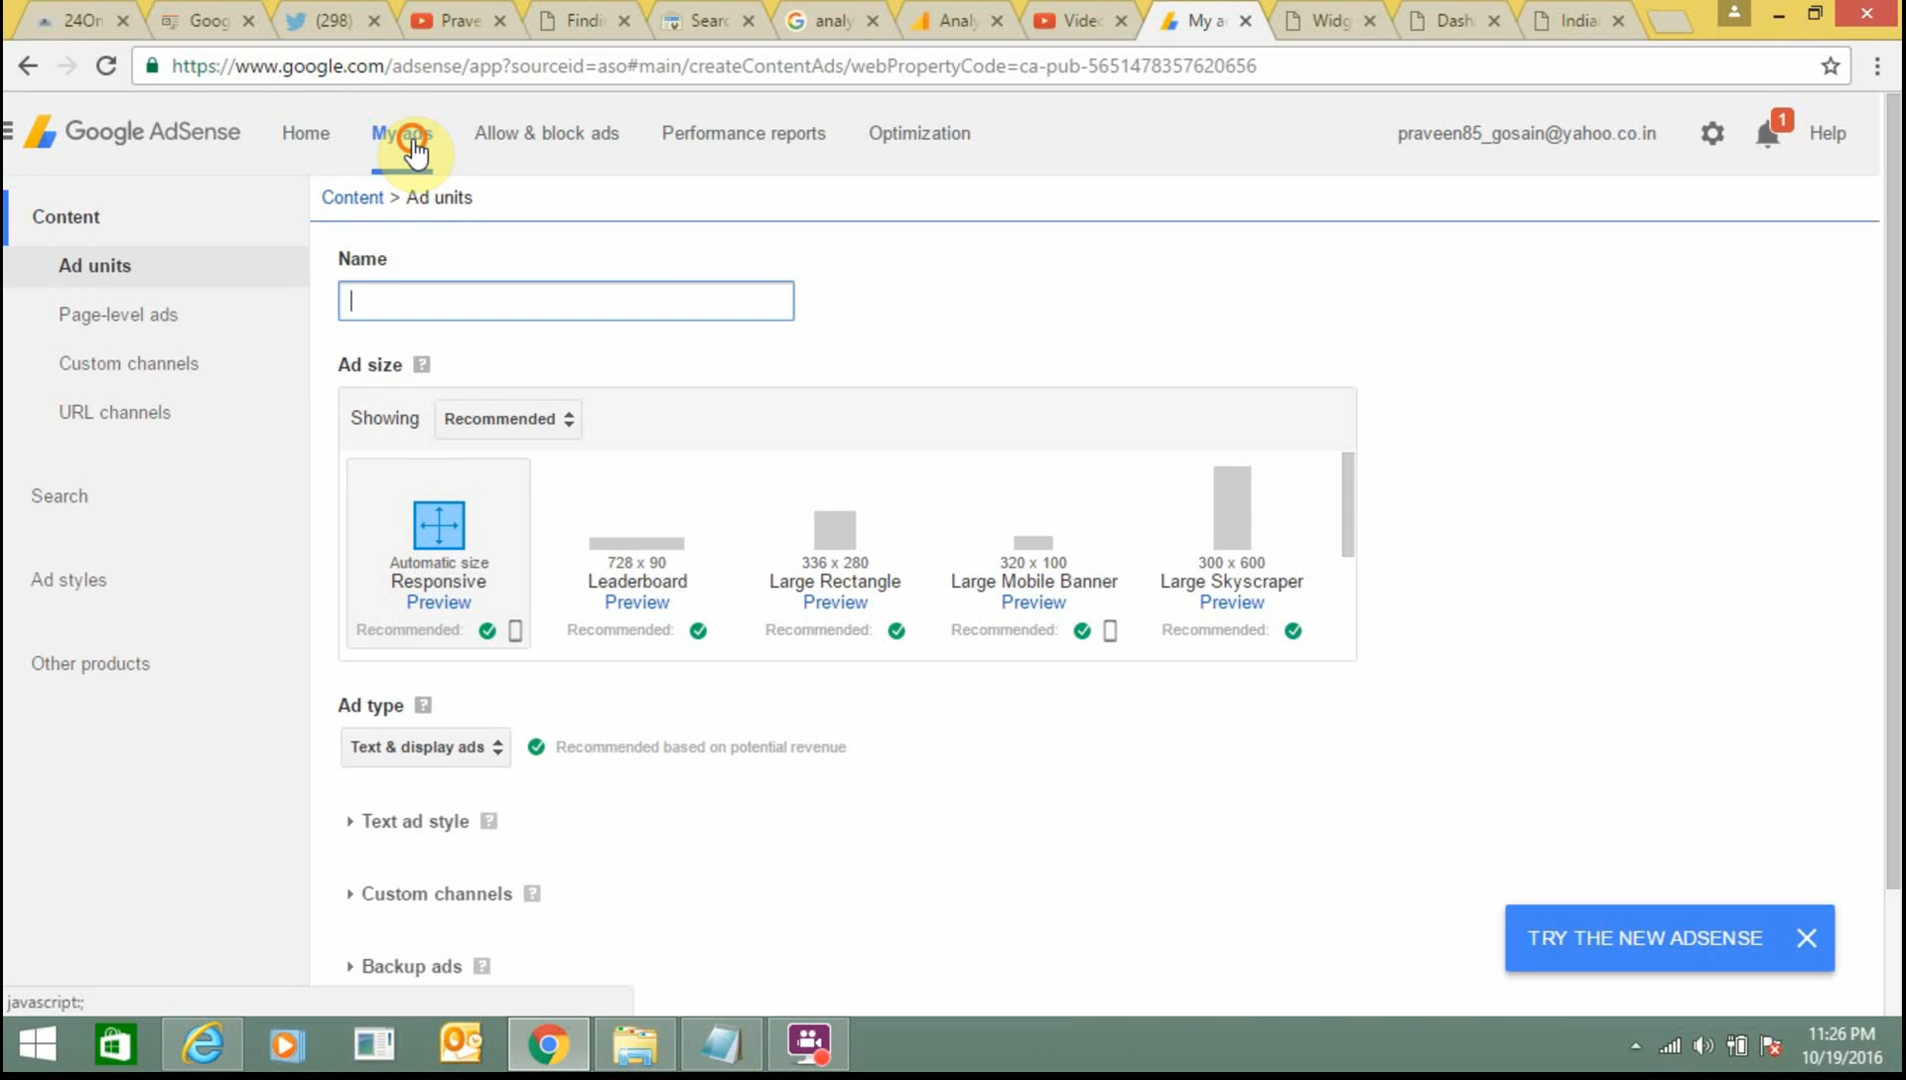 24On
Goog
(298)
Prave
Findi
Searc
analy
Analy
Video
My a
Widg
Dash
India
https://www.google.com/adsense/app?sourceid=aso#main/createContentAds/webPropertyCode=ca-pub-5651478357620656
Google AdSense
Home
My ads
Allow & block ads
Performance reports
Optimization
praveen85_gosain@yahoo.co.in
1
Help
Content
Ad units
Page-level ads
Custom channels
URL channels
Search
Ad styles
Other products
Content > Ad units
Name
Ad size ?
Showing Recommended
Automatic size
Responsive
Preview
Recommended:
728 x 90
Leaderboard
Preview
Recommended:
336 x 280
Large Rectangle
Preview
Recommended:
320 x 100
Large Mobile Banner
Preview
Recommended:
300 x 600
Large Skyscraper
Preview
Recommended:
Ad type ?
Text & display ads Recommended based on potential revenue
Text ad style ?
Custom channels ?
Backup ads ?
TRY THE NEW ADSENSE
javascript:;
11:26 PM
10/19/2016